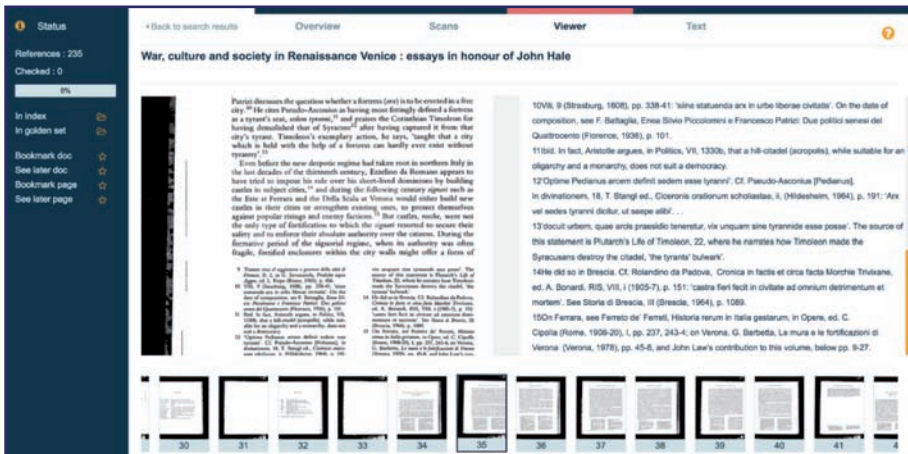 Status
References : 235
Checked : 0
0%
In index
In golden set
Bookmark doc
See later doc
Bookmark page
See later page
Back to search results
Overview
Scans
Viewer
Text
?
War, culture and society in Renaissance Venice : essays in honour of John Hale
Patrizi discusses the question whether a fortress (arx) is to be erected in a free
city.10 He cites Pseudo-Asconius as having most fittingly defined a fortress
as a tyrant's seat, sedem tyranni,12 and praises the Corinthian Timoleon for
having demolished that of Syracuse after having captured it from that
city's tyrant. Timoleon's exemplary action, he says, 'taught that a city
which is held with the help of a fortress can hardly ever exist without
tyranny'.13
Even before the new despotic regime had taken root in northern Italy in
the last decades of the thirteenth century, Ezzelino da Romano appears to
have tried to impose his rule over his short-lived dominions by building
castles in subject cities,14 and during the following century signori such as
the Este at Ferrara and the Della Scala at Verona would either build new
castles in their cities or strengthen existing ones, to protect themselves
against popular risings and enemy factions.15 But castles, rocche, were not
the only type of fortification to which the signori resorted to secure their
safety and to enforce their absolute authority over the citizens. During the
formative period of the signorial regime, when its authority was often
fragile, fortified enclosures within the city walls might offer a form of
10VIII, 9 (Strasburg, 1608), pp. 338-41: 'sine statuenda arx in urbe liberae civitatis'. On the date of
composition, see F. Battaglia, Enea Silvio Piccolomini e Francesco Patrizi: Due politici senesi del
Quattrocento (Florence, 1936), p. 101.
11Ibid. In fact, Aristotle argues, in Politics, VII, 1330b, that a hill-citadel (acropolis), while suitable for an
oligarchy and a monarchy, does not suit a democracy.
12'Optime Pedianus arcem definit sedem esse tyranni'. Cf. Pseudo-Asconius [Pedianus],
In divinationem, 18, T. Stangl ed., Ciceronis orationum scholiastae, ii, (Hildesheim, 1964), p. 191: 'Arx
vel sedes tyranni dicitur, ut saepe alibi'. . .
13'docuit urbem, quae arcis praesidio teneretur, vix unquam sine tyrannide esse posse'. The source of
this statement is Plutarch's Life of Timoleon, 22, where he narrates how Timoleon made the
Syracusans destroy the citadel, 'the tyrants' bulwark'.
14He did so in Brescia. Cf. Rolandino da Padova, Cronica in factis et circa facta Morchie Trivixane,
ed. A. Bonardi, RIS, VIII, i (1905-7), p. 151: 'castra fieri fecit in civitate ad omnium detrimentum et
mortem'. See Storia di Brescia, III (Brescia, 1964), p. 1089.
15On Ferrara, see Ferreto de' Ferreti, Historia rerum in Italia gestarum, in Opere, ed. C.
Cipolla (Rome, 1908-20), I, pp. 237, 243-4; on Verona, G. Barbetta, Le mura e le fortificazioni di
Verona (Verona, 1978), pp. 45-8, and John Law's contribution to this volume, below pp. 9-27.
30
31
32
33
34
35
36
37
38
39
40
41